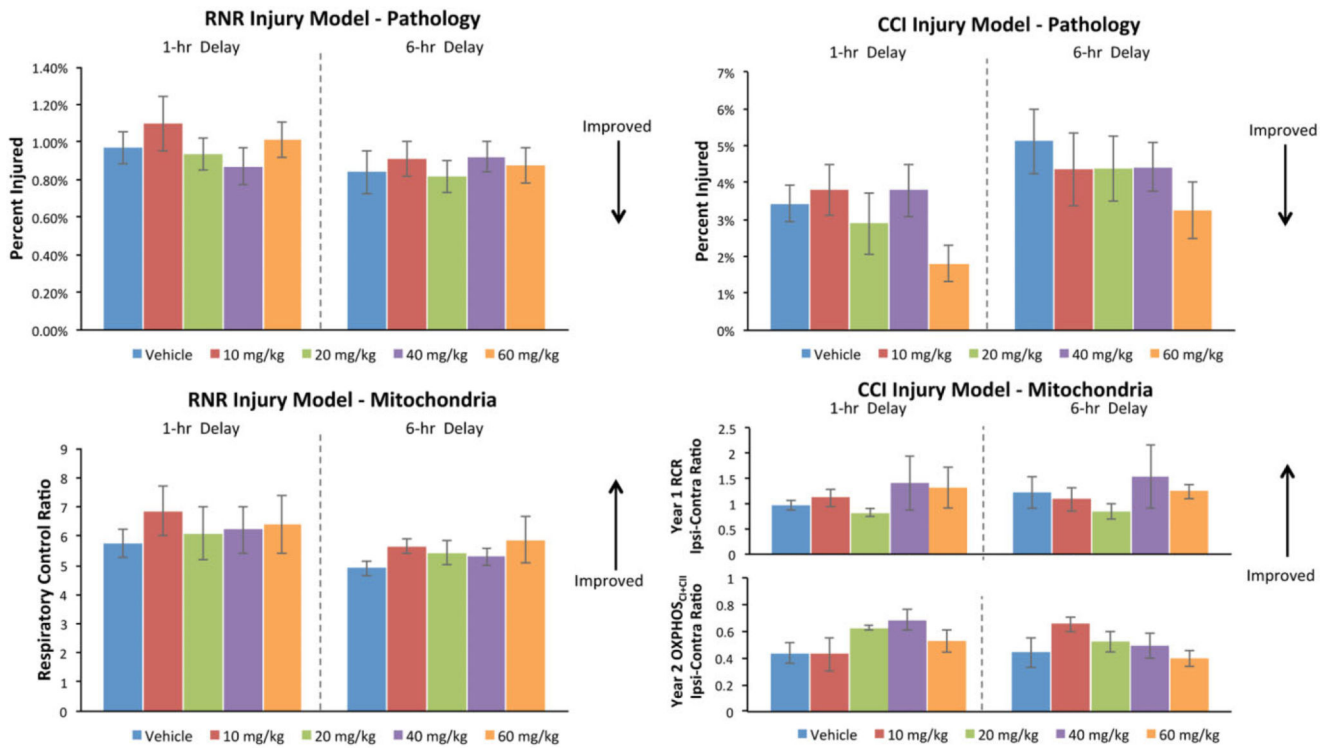 RNR Injury Model - Pathology
1-hr Delay
6-hr Delay
Percent Injured
1.40%
1.20%
1.00%
0.80%
0.60%
0.40%
0.20%
0.00%
Improved
Vehicle 10 mg/kg 20 mg/kg 40 mg/kg 60 mg/kg
CCI Injury Model - Pathology
1-hr Delay
6-hr Delay
Percent Injured
7%
6%
5%
4%
3%
2%
1%
0%
Improved
Vehicle 10 mg/kg 20 mg/kg 40 mg/kg 60 mg/kg
RNR Injury Model - Mitochondria
1-hr Delay
6-hr Delay
Respiratory Control Ratio
9
8
7
6
5
4
3
2
1
0
Improved
Vehicle 10 mg/kg 20 mg/kg 40 mg/kg 60 mg/kg
CCI Injury Model - Mitochondria
1-hr Delay
6-hr Delay
Year 1 RCR
Ipsi-Contra Ratio
2.5
2
1.5
1
0.5
0
Improved
Year 2 OXPHOSCI+CII
Ipsi-Contra Ratio
1
0.8
0.6
0.4
0.2
0
Vehicle 10 mg/kg 20 mg/kg 40 mg/kg 60 mg/kg